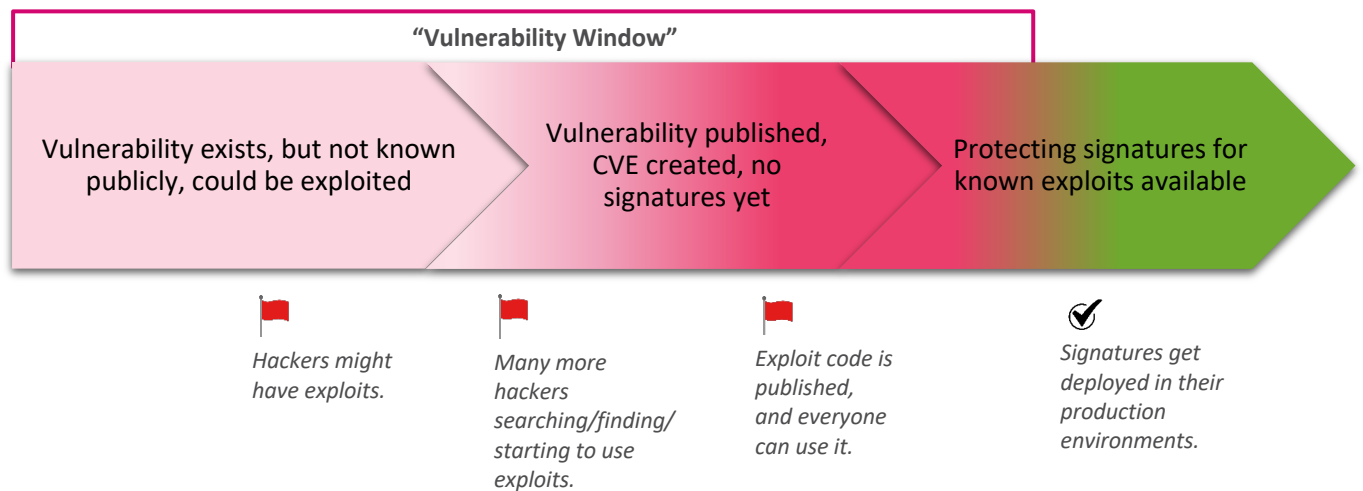 “Vulnerability Window”
Vulnerability exists, but not known
publicly, could be exploited
Vulnerability published,
CVE created, no
signatures yet
Protecting signatures for
known exploits available
Hackers might
have exploits.
Many more
hackers
searching/finding/
starting to use
exploits.
Exploit code is
published,
and everyone
can use it.
Signatures get
deployed in their
production
environments.